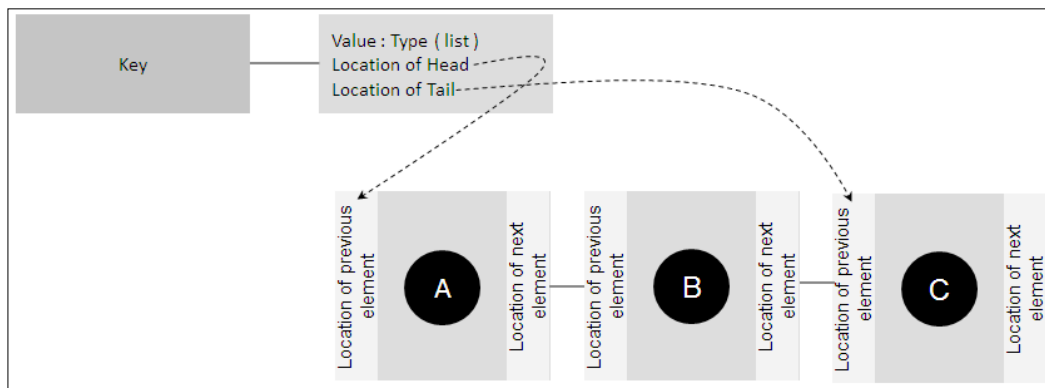 Key
Value : Type ( list )
Location of Head
Location of Tail
Location of previous
element
A
Location of next
element
Location of previous
element
B
Location of next
element
Location of previous
element
C
Location of next
element